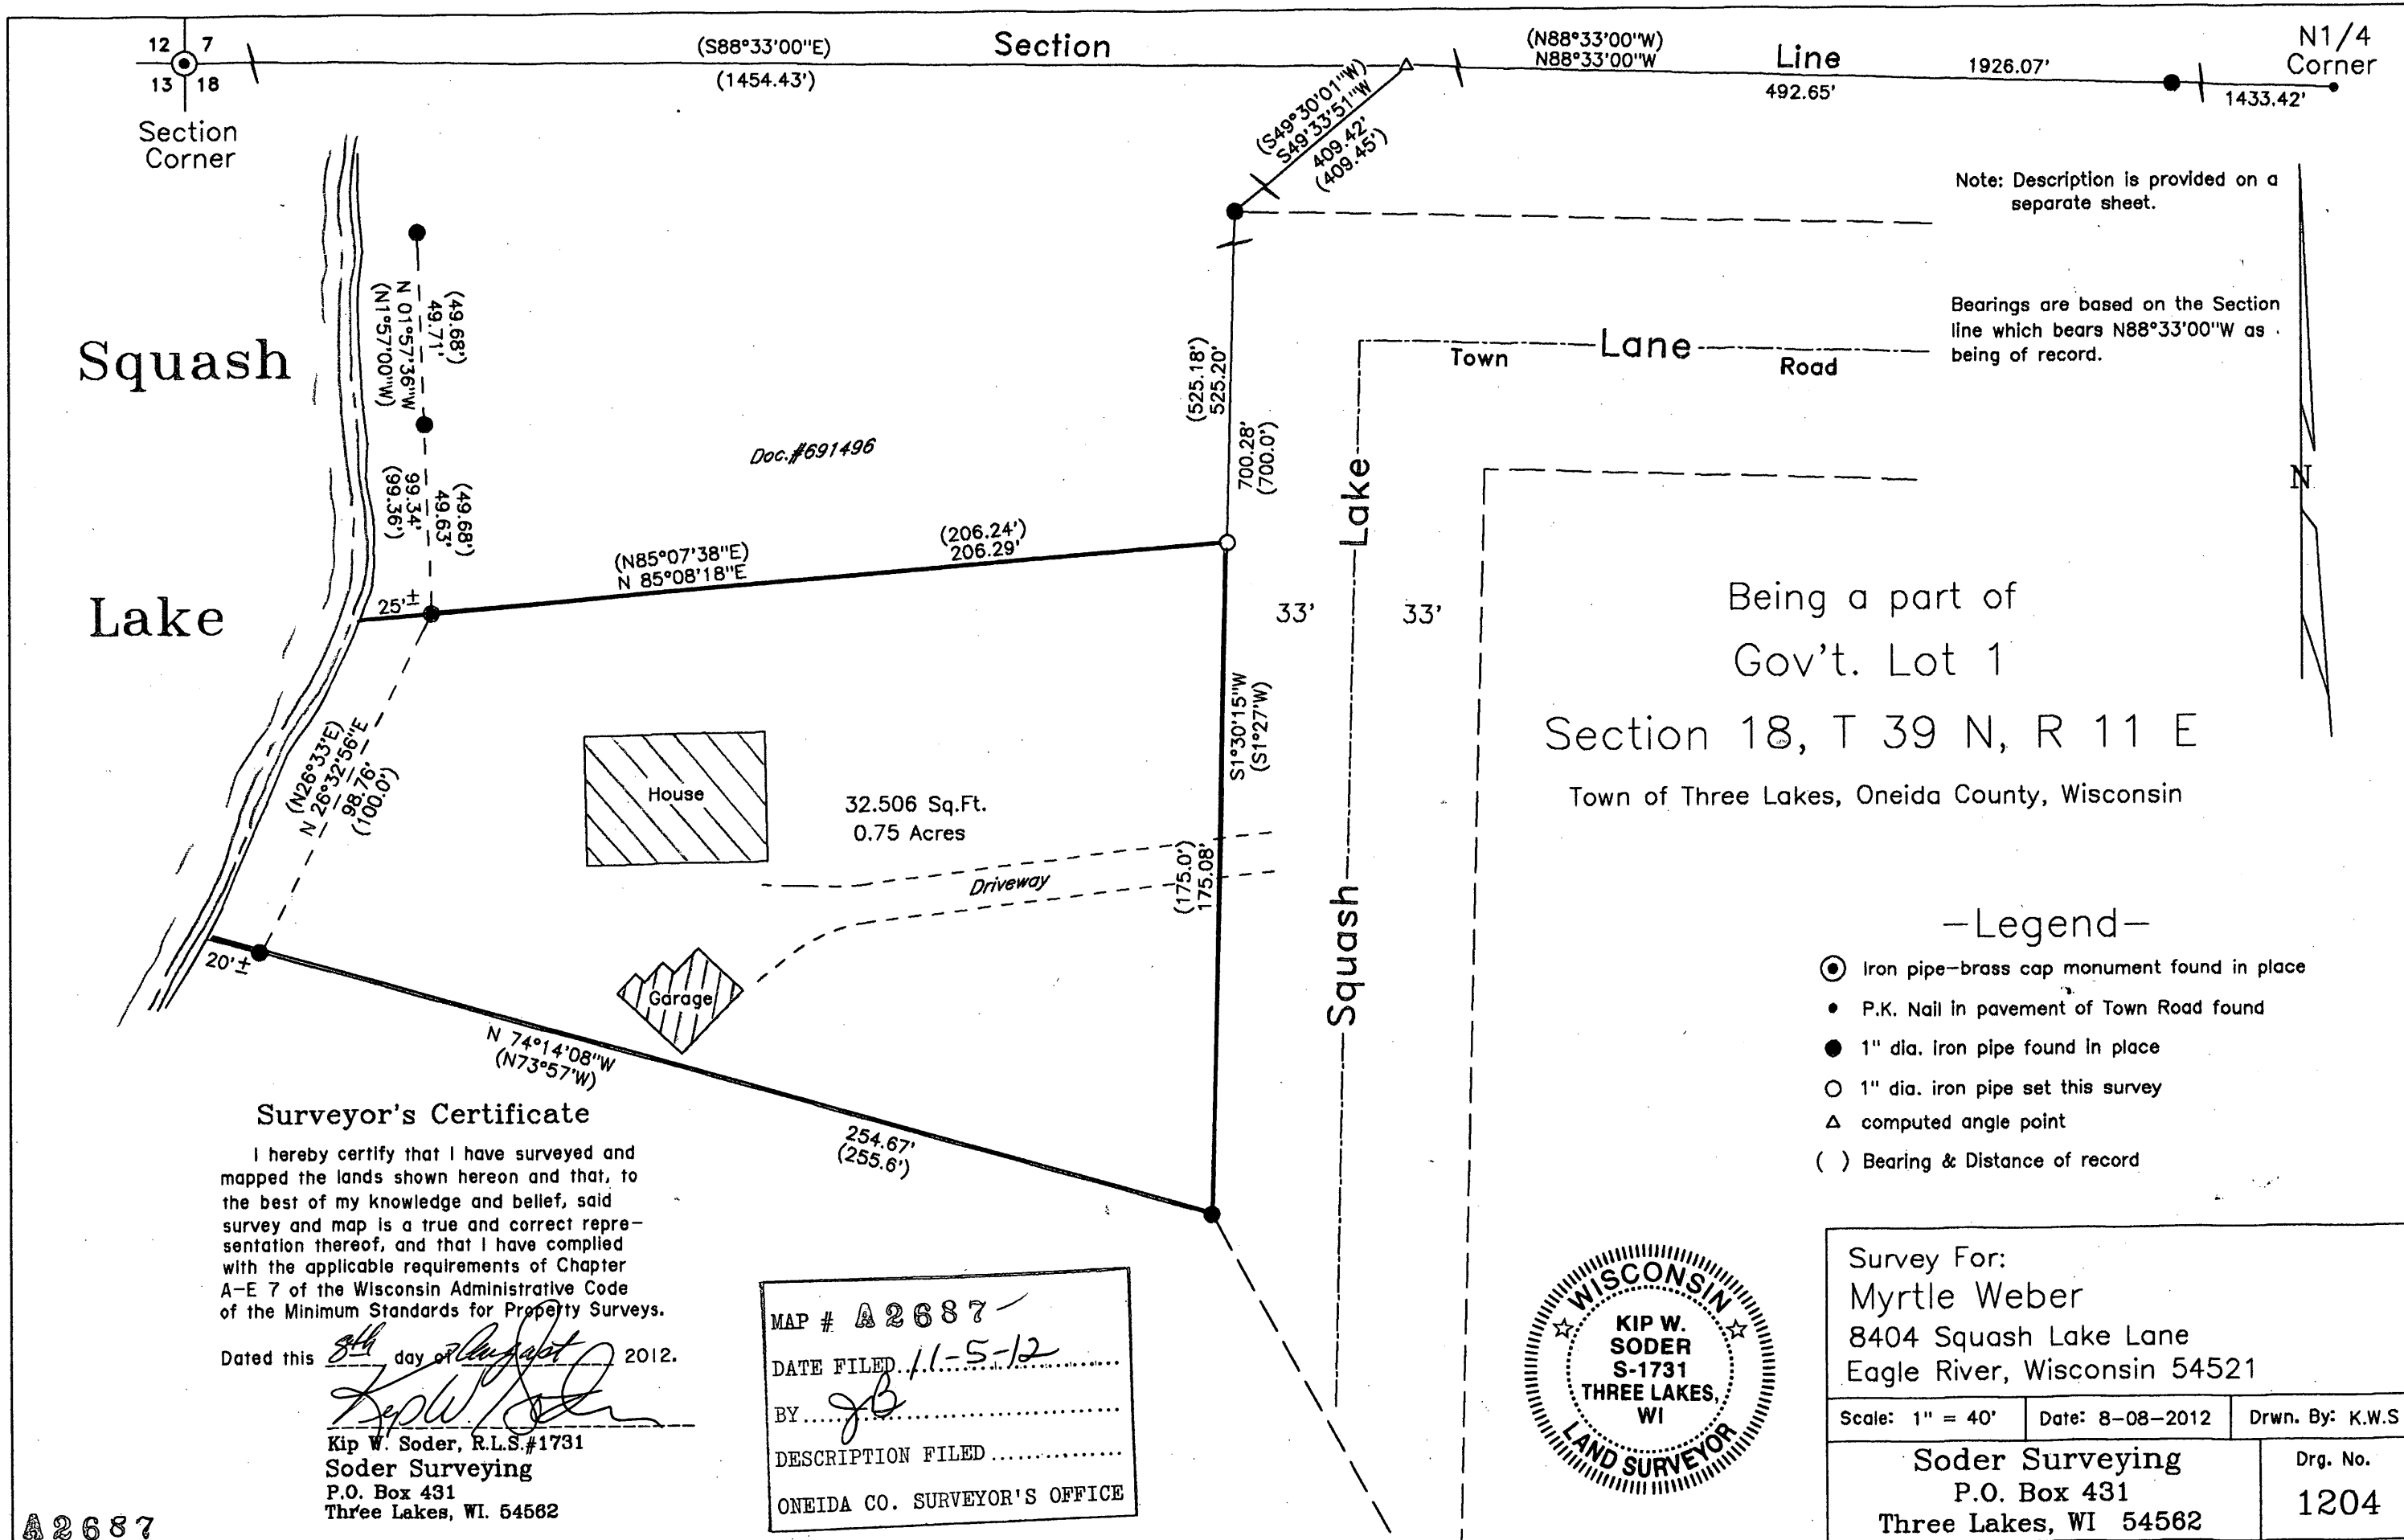 12 7
13 18
Section
Corner
(S88°33'00"E)
(1454.43')
Section
(N88°33'00"W)
N88°33'00"W
Line
492.65'
1926.07'
N1/4
Corner
1433.42'
(S49°30'01"W)
S49°33'51"W
409.42'
(409.45')
Note: Description is provided on a
separate sheet.
Bearings are based on the Section
line which bears N88°33'00"W as
being of record.
N
Squash
Lake
(49.68')
49.71'
N 01°57'36"W
(N1°57'00"W)
(49.68')
49.63'
99.34'
(99.36')
Doc.#691496
(525.18')
525.20'
700.28'
(700.0')
Town
Lane
Road
(N85°07'38"E)
N 85°08'18"E
(206.24')
206.29'
25'±
33'
33'
Squash Lake
S1°30'15"W
(S1°27'W)
(175.0')
175.08'
(N26°33'E)
N 26°32'56"E
98.76'
(100.0')
House
32.506 Sq.Ft.
0.75 Acres
Driveway
Garage
20'±
N 74°14'08"W
(N73°57'W)
254.67'
(255.6')
Being a part of
Gov't. Lot 1
Section 18, T 39 N, R 11 E
Town of Three Lakes, Oneida County, Wisconsin
-Legend-
Iron pipe-brass cap monument found in place
P.K. Nail in pavement of Town Road found
1" dia. iron pipe found in place
1" dia. iron pipe set this survey
computed angle point
( ) Bearing & Distance of record
Surveyor's Certificate
I hereby certify that I have surveyed and
mapped the lands shown hereon and that, to
the best of my knowledge and belief, said
survey and map is a true and correct repre-
sentation thereof, and that I have complied
with the applicable requirements of Chapter
A-E 7 of the Wisconsin Administrative Code
of the Minimum Standards for Property Surveys.
Dated this 8th day of August 2012.
Kip W. Soder
Kip W. Soder, R.L.S.#1731
Soder Surveying
P.O. Box 431
Three Lakes, WI. 54562
A2687
MAP # A2687
DATE FILED 11-5-12
BY JB
DESCRIPTION FILED
ONEIDA CO. SURVEYOR'S OFFICE
WISCONSIN
KIP W.
SODER
S-1731
THREE LAKES,
WI
LAND SURVEYOR
Survey For:
Myrtle Weber
8404 Squash Lake Lane
Eagle River, Wisconsin 54521
Scale: 1" = 40' Date: 8-08-2012 Drwn. By: K.W.S
Soder Surveying
P.O. Box 431
Three Lakes, WI 54562
Drg. No.
1204